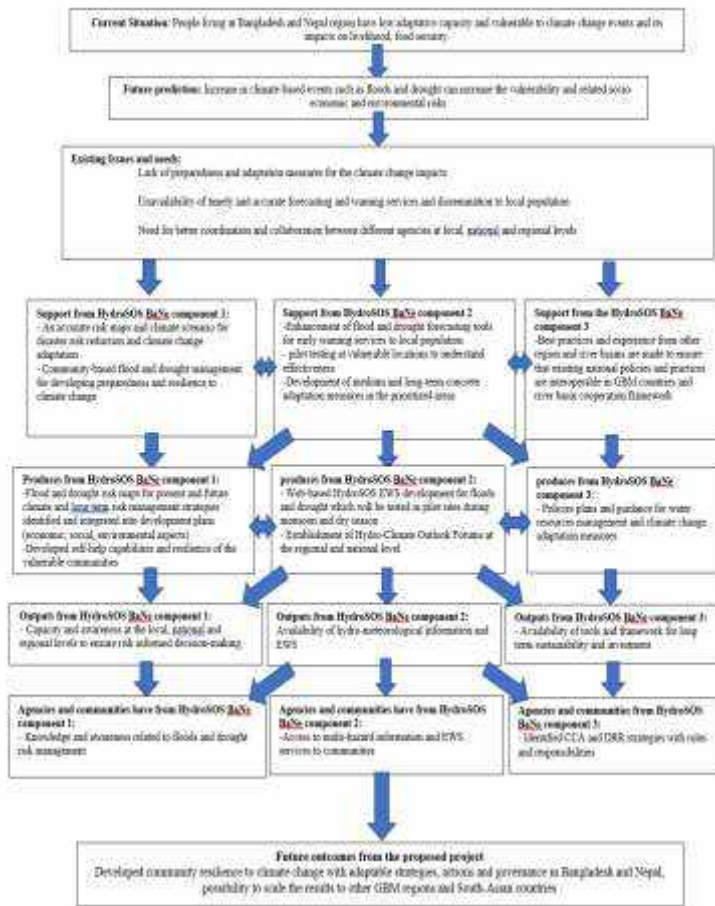 Current Situation: People living at Bangladesh and Nepal region have low adaptive capacity and vulnerable to climate change events and its
impacts on livelihood, food security.
Future prediction: Increase in climate-based events such as floods and drought can increase the vulnerability and related socio
economic and environmental risks
Existing Issues and needs:
Lack of preparedness and adaptation measures for the climate change impacts
Unavailability of timely and accurate forecasting and warning services and dissemination to local population
Need for better coordination and collaboration between different agencies at local, national and regional levels
Support from HydroSOS BaNe component 1:
- An accurate risk maps and climate scenario for
disaster risk reduction and climate change
adaptation
- Community-based flood and drought management
for developing preparedness and resilience to
climate change
Support from HydroSOS BaNe component 2
-Enhancement of flood and drought forecasting tools
for early warning services to local population
- pilot testing at vulnerable locations to understand
effectiveness
-Development of medium and long-term concrete
adaptation measures in the prioritized areas
Support from the HydroSOS BaNe
component 3
-Best practices and experience from other
region and river basins are made to ensure
that existing national policies and practices
are interoperable in GBM countries and
river basin cooperation framework
Produces from HydroSOS BaNe component 1:
-Flood and drought risk maps for present and future
climate and long term risk management strategies
identified and integrated into development plans
(economic, social, environmental aspects)
-Developed self-help capabilities and resilience of the
vulnerable communities
produces from HydroSOS BaNe component 2:
- Web-based HydroSOS EWS development for floods
and drought which will be tested in pilot sites during
monsoon and dry season
- Establishment of Hydro-Climate Outlook Forums at
the regional and national level
produces from HydroSOS BaNe
component 3:
- Policies plans and guidance for water
resources management and climate change
adaptation measures
Outputs from HydroSOS BaNe component 1:
- Capacity and awareness at the local, national and
regional levels to ensure risk informed decision-making
Outputs from HydroSOS BaNe component 2:
Availability of hydro-meteorological information and
EWS
Outputs from HydroSOS BaNe component 3:
- Availability of tools and framework for long
term sustainability and investment
Agencies and communities have from HydroSOS BaNe
component 1:
- Knowledge and awareness related to floods and drought
risk management
Agencies and communities have from HydroSOS
BaNe component 2:
-Access to multi-hazard information and EWS
services to communities
Agencies and communities from HydroSOS
BaNe component 3:
-Identified CCA and DRR strategies with roles
and responsibilities
Future outcomes from the proposed project
Developed community resilience to climate change with adaptable strategies, actions and governance in Bangladesh and Nepal,
possibility to scale the results to other GBM regions and South Asian countries